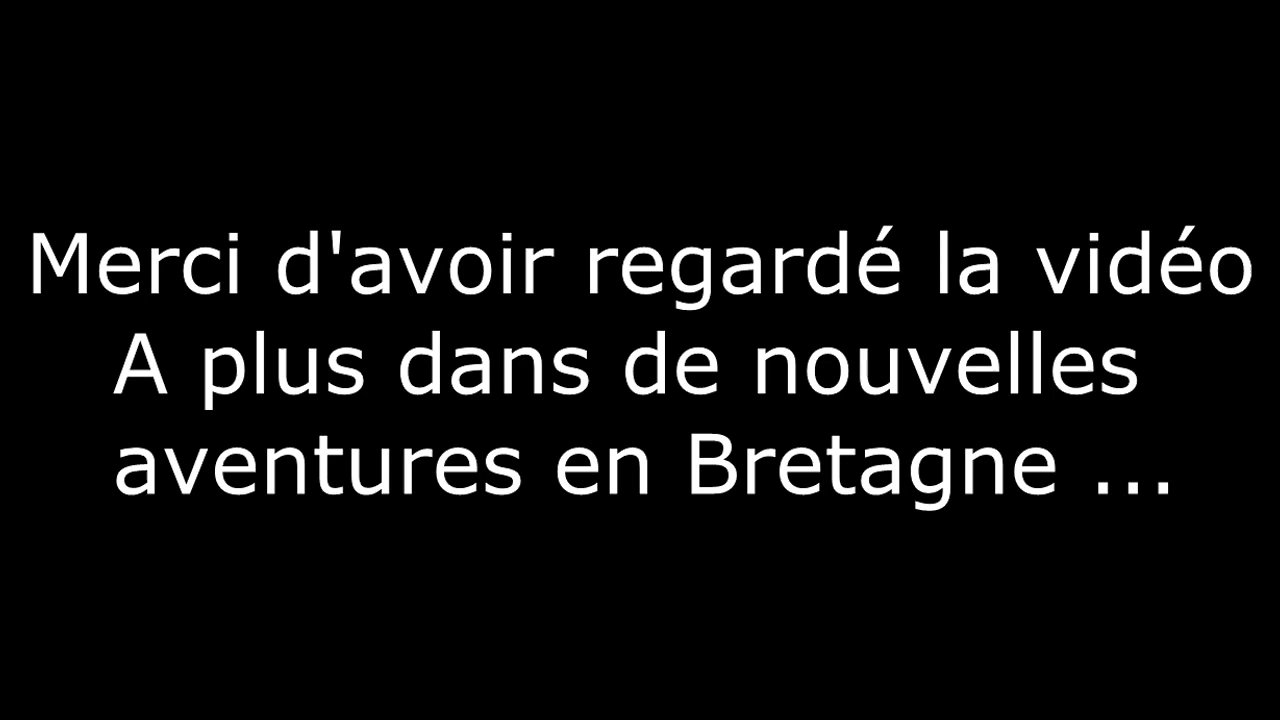 Merci d'avoir regardé la vidéo
A plus dans de nouvelles
aventures en Bretagne ...